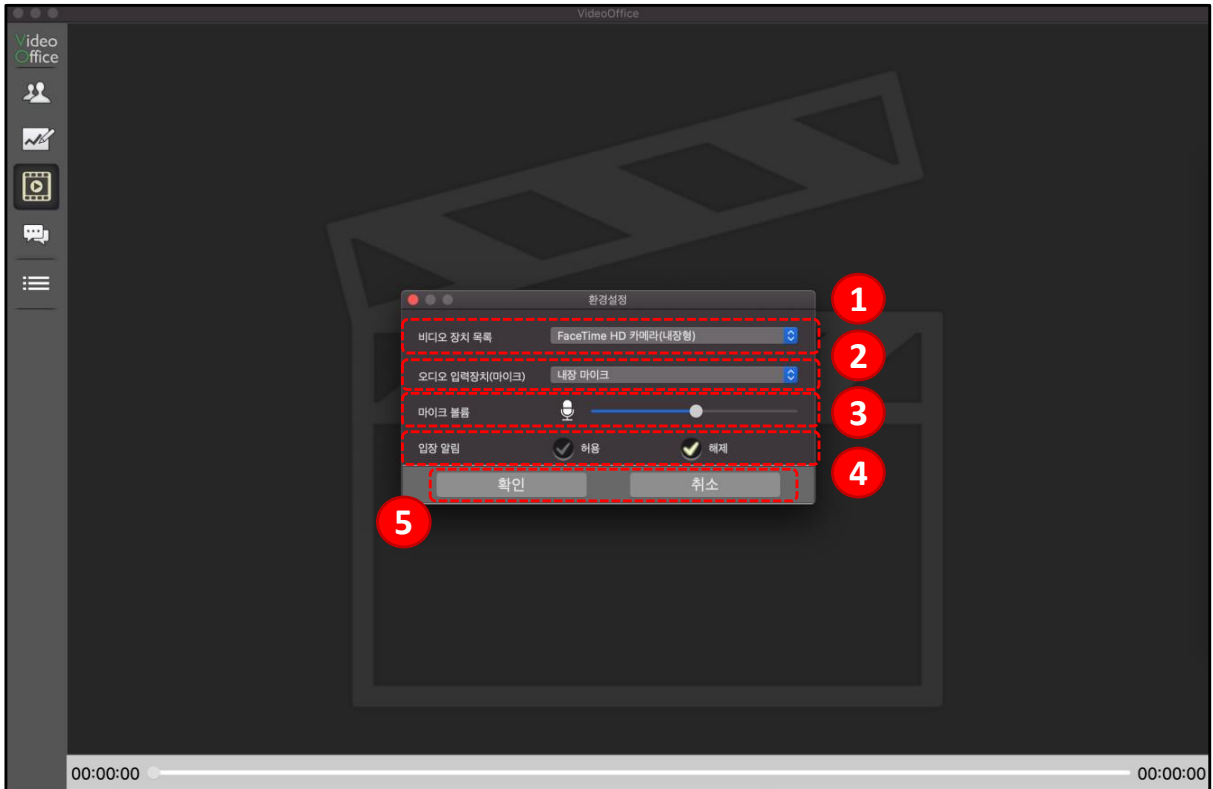 VideoOffice
Video
Office
환경설정
1
비디오 장치 목록 FaceTime HD 카메라(내장형)
2
오디오 입력장치(마이크) 내장 마이크
마이크 볼륨
3
입장 알림 허용 해제
4
확인 취소
5
00:00:00 00:00:00